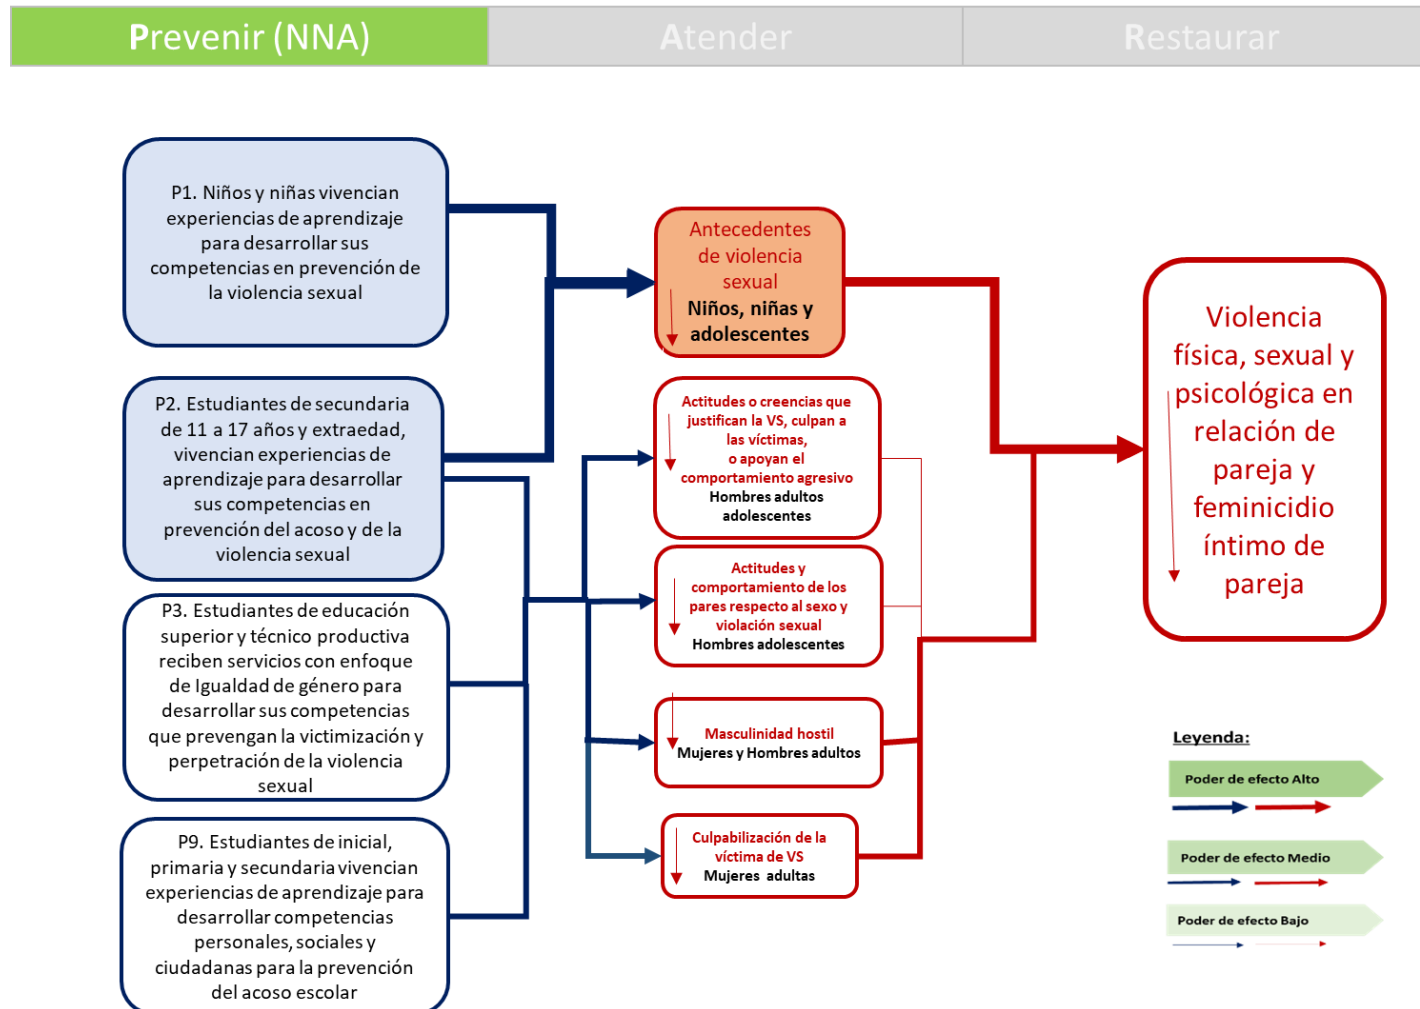 Prevenir (NNA)
Atender
Restaurar
P1. Niños y niñas vivencian
experiencias de aprendizaje
para desarrollar sus
competencias en prevención de
la violencia sexual
P2. Estudiantes de secundaria
de 11 a 17 años y extraedad,
vivencian experiencias de
aprendizaje para desarrollar
sus competencias en
prevención del acoso y de la
violencia sexual
P3. Estudiantes de educación
superior y técnico productiva
reciben servicios con enfoque
de Igualdad de género para
desarrollar sus competencias
que prevengan la victimización y
perpetración de la violencia
sexual
P9. Estudiantes de inicial,
primaria y secundaria vivencian
experiencias de aprendizaje para
desarrollar competencias
personales, sociales y
ciudadanas para la prevención
del acoso escolar
Antecedentes
de violencia
sexual
Niños, niñas y
adolescentes
Actitudes o creencias que
justifican la VS, culpan a
las víctimas,
o apoyan el
comportamiento agresivo
Hombres adultos
adolescentes
Actitudes y
comportamiento de los
pares respecto al sexo y
violación sexual
Hombres adolescentes
Masculinidad hostil
Mujeres y Hombres adultos
Culpabilización de la
víctima de VS
Mujeres adultas
Violencia
física, sexual y
psicológica en
relación de
pareja y
feminicidio
íntimo de
pareja
Leyenda:
Poder de efecto Alto
Poder de efecto Medio
Poder de efecto Bajo